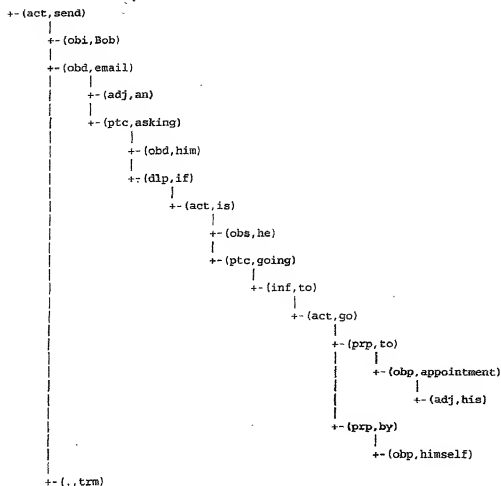 +-(act,send)
+-(obi,Bob)
+-(obd,email)
+-(adj,an)
+-(ptc,asking)
+-(obd,him)
+-(dlp,if)
+-(act,is)
+-(obs,he)
+-(ptc,going)
+-(inf,to)
+-(act,go)
+-(prp,to)
+-(obp,appointment)
+-(adj,his)
+-(prp,by)
+-(obp,himself)
+-(.,trm)